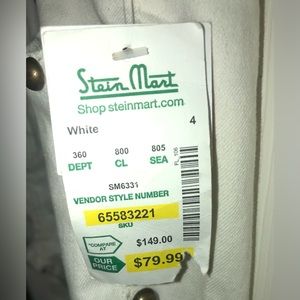 Stein Mart
Shop steinmart.com
White 4
360 800 805
DEPT CL SEA
SM6331
VENDOR STYLE NUMBER
65583221
SKU
"COMPARE AT $149.00
OUR PRICE $79.99